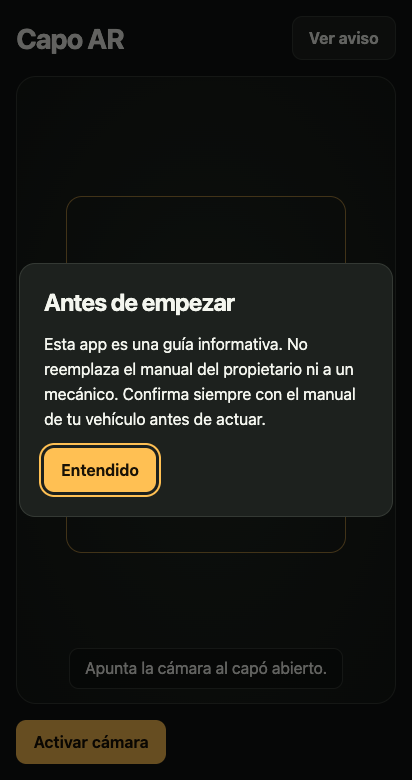 Capo AR
Ver aviso
Antes de empezar
Esta app es una guía informativa. No
reemplaza el manual del propietario ni a un
mecánico. Confirma siempre con el manual
de tu vehículo antes de actuar.
Entendido
Apunta la cámara al capó abierto.
Activar cámara